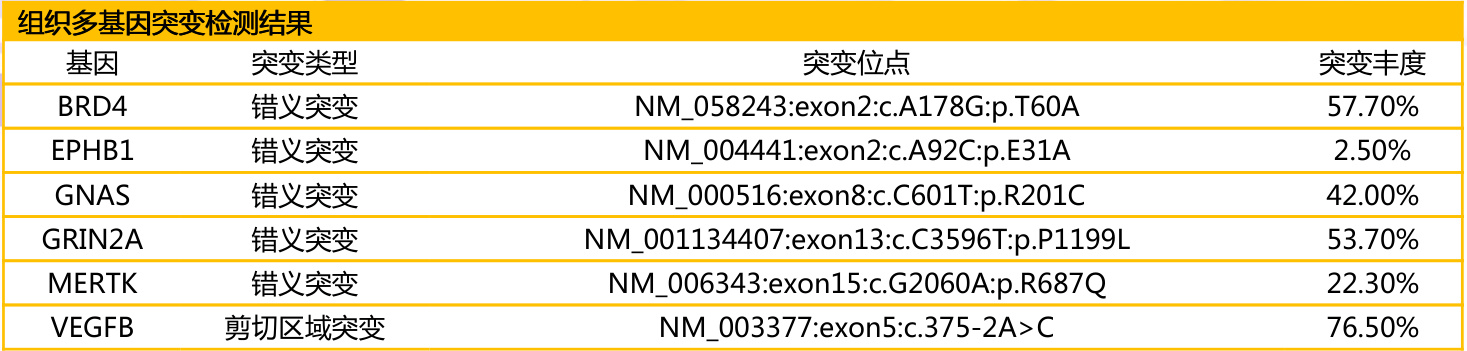 组织多基因突变检测结果
基因 突变类型 突变位点 突变丰度
BRD4 错义突变 NM_058243:exon2:c.A178G:p.T60A 57.70%
EPHB1 错义突变 NM_004441:exon2:c.A92C:p.E31A 2.50%
GNAS 错义突变 NM_000516:exon8:c.C601T:p.R201C 42.00%
GRIN2A 错义突变 NM_001134407:exon13:c.C3596T:p.P1199L 53.70%
MERTK 错义突变 NM_006343:exon15:c.G2060A:p.R687Q 22.30%
VEGFB 剪切区域突变 NM_003377:exon5:c.375-2A>C 76.50%